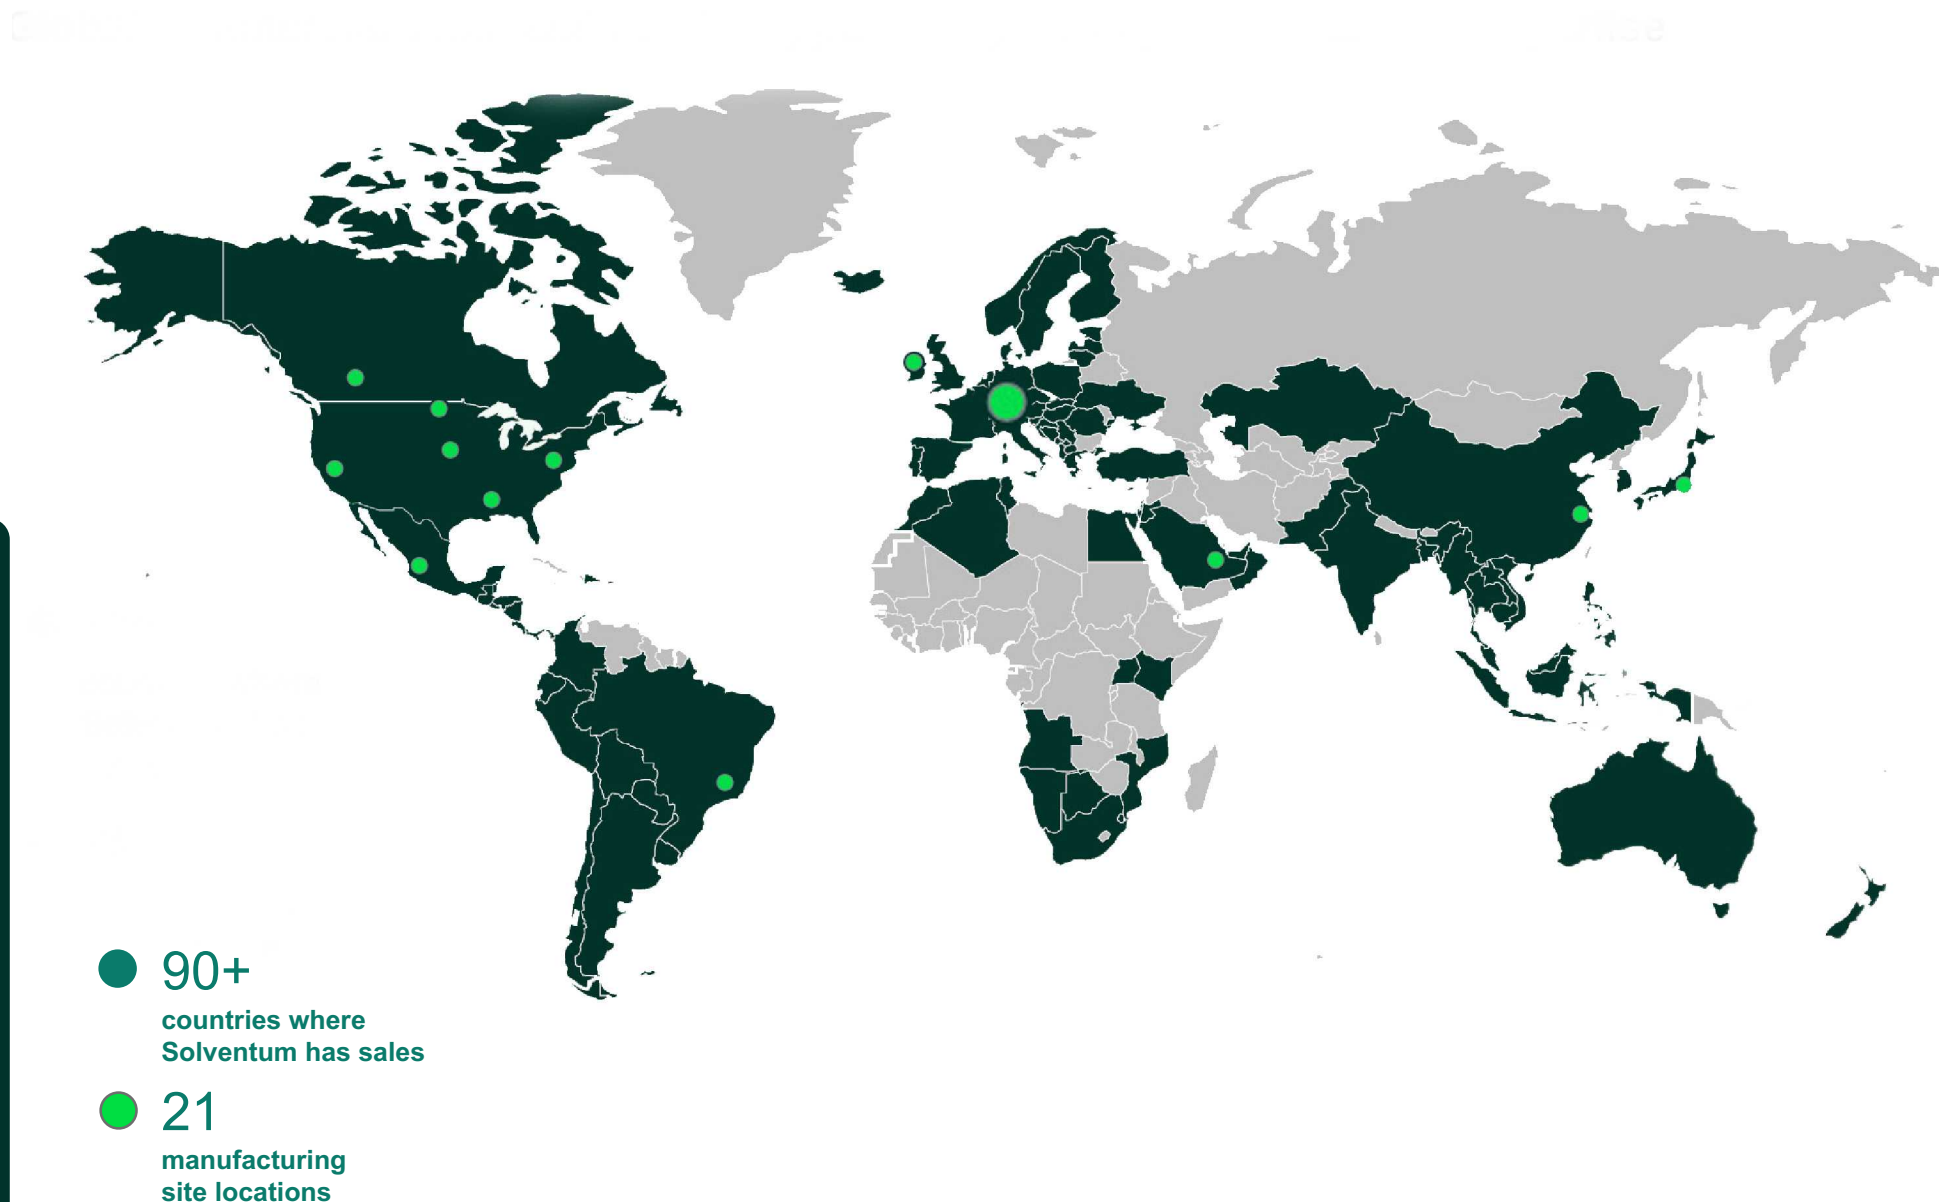 90+
countries where
Solventum has sales
21
manufacturing
site locations